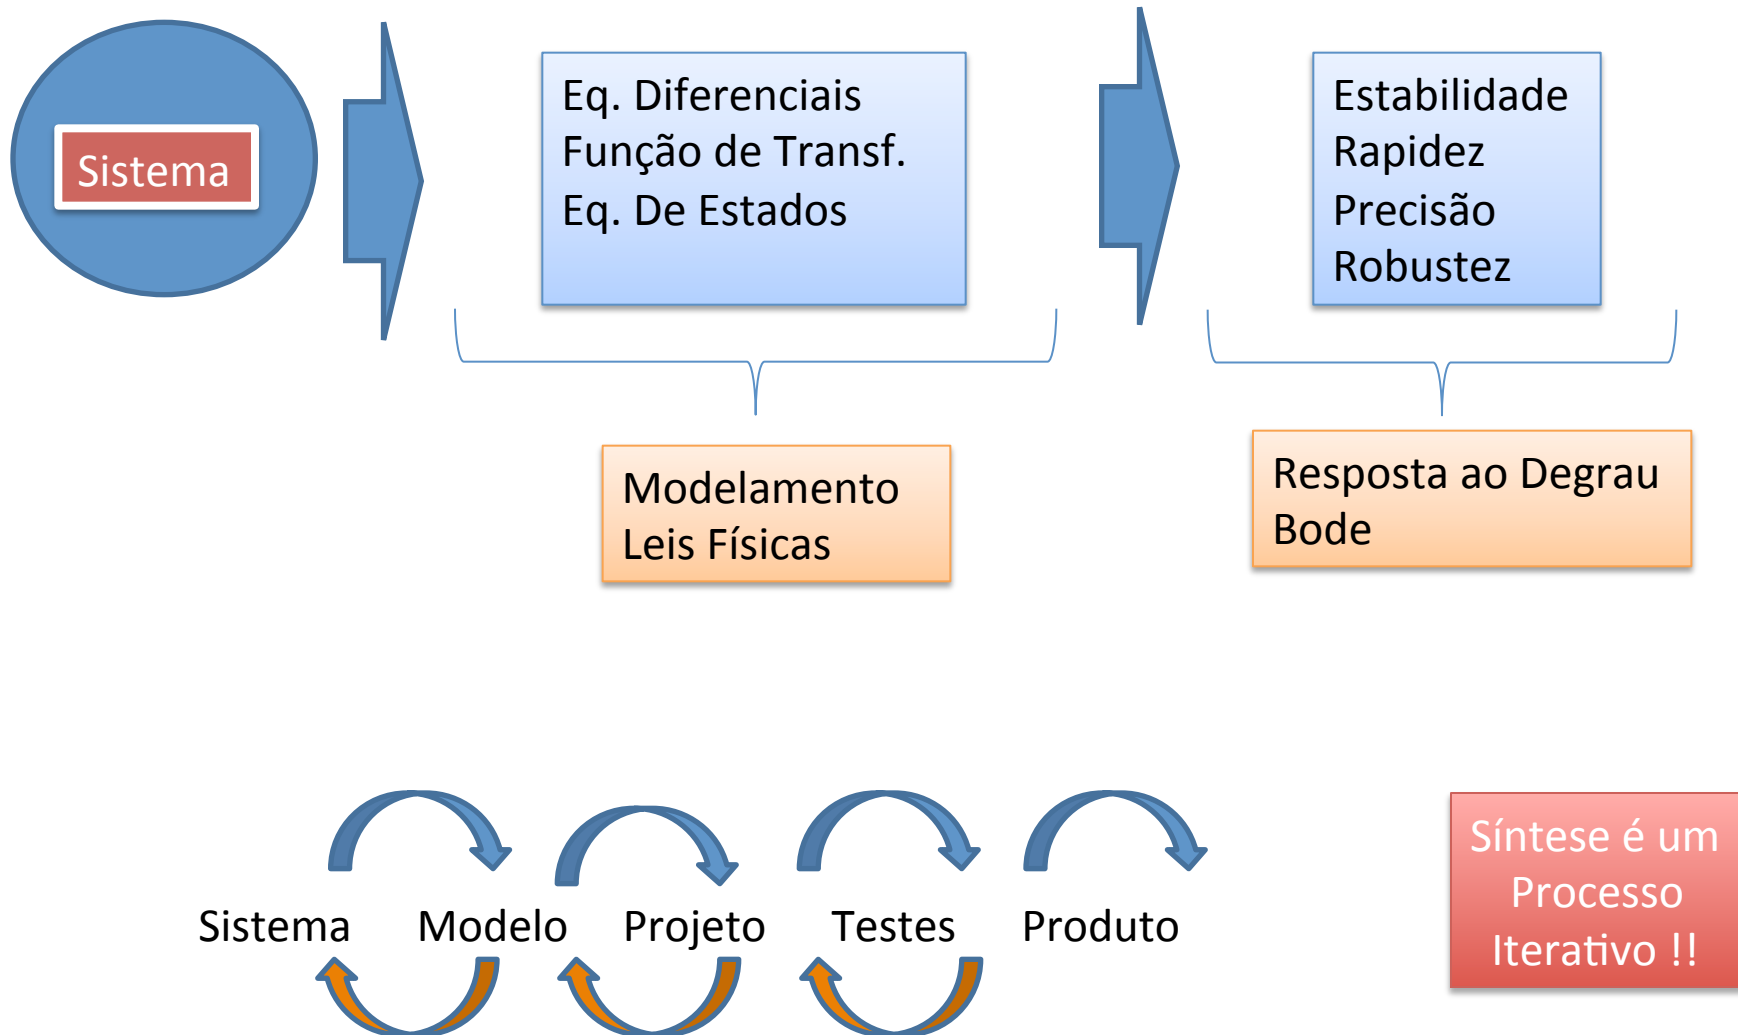 Sistema
Eq. Diferenciais
Função de Transf.
Eq. De Estados
Estabilidade
Rapidez
Precisão
Robustez
Modelamento
Leis Físicas
Resposta ao Degrau
Bode
Sistema Modelo Projeto Testes Produto
Síntese é um
Processo
Iterativo !!